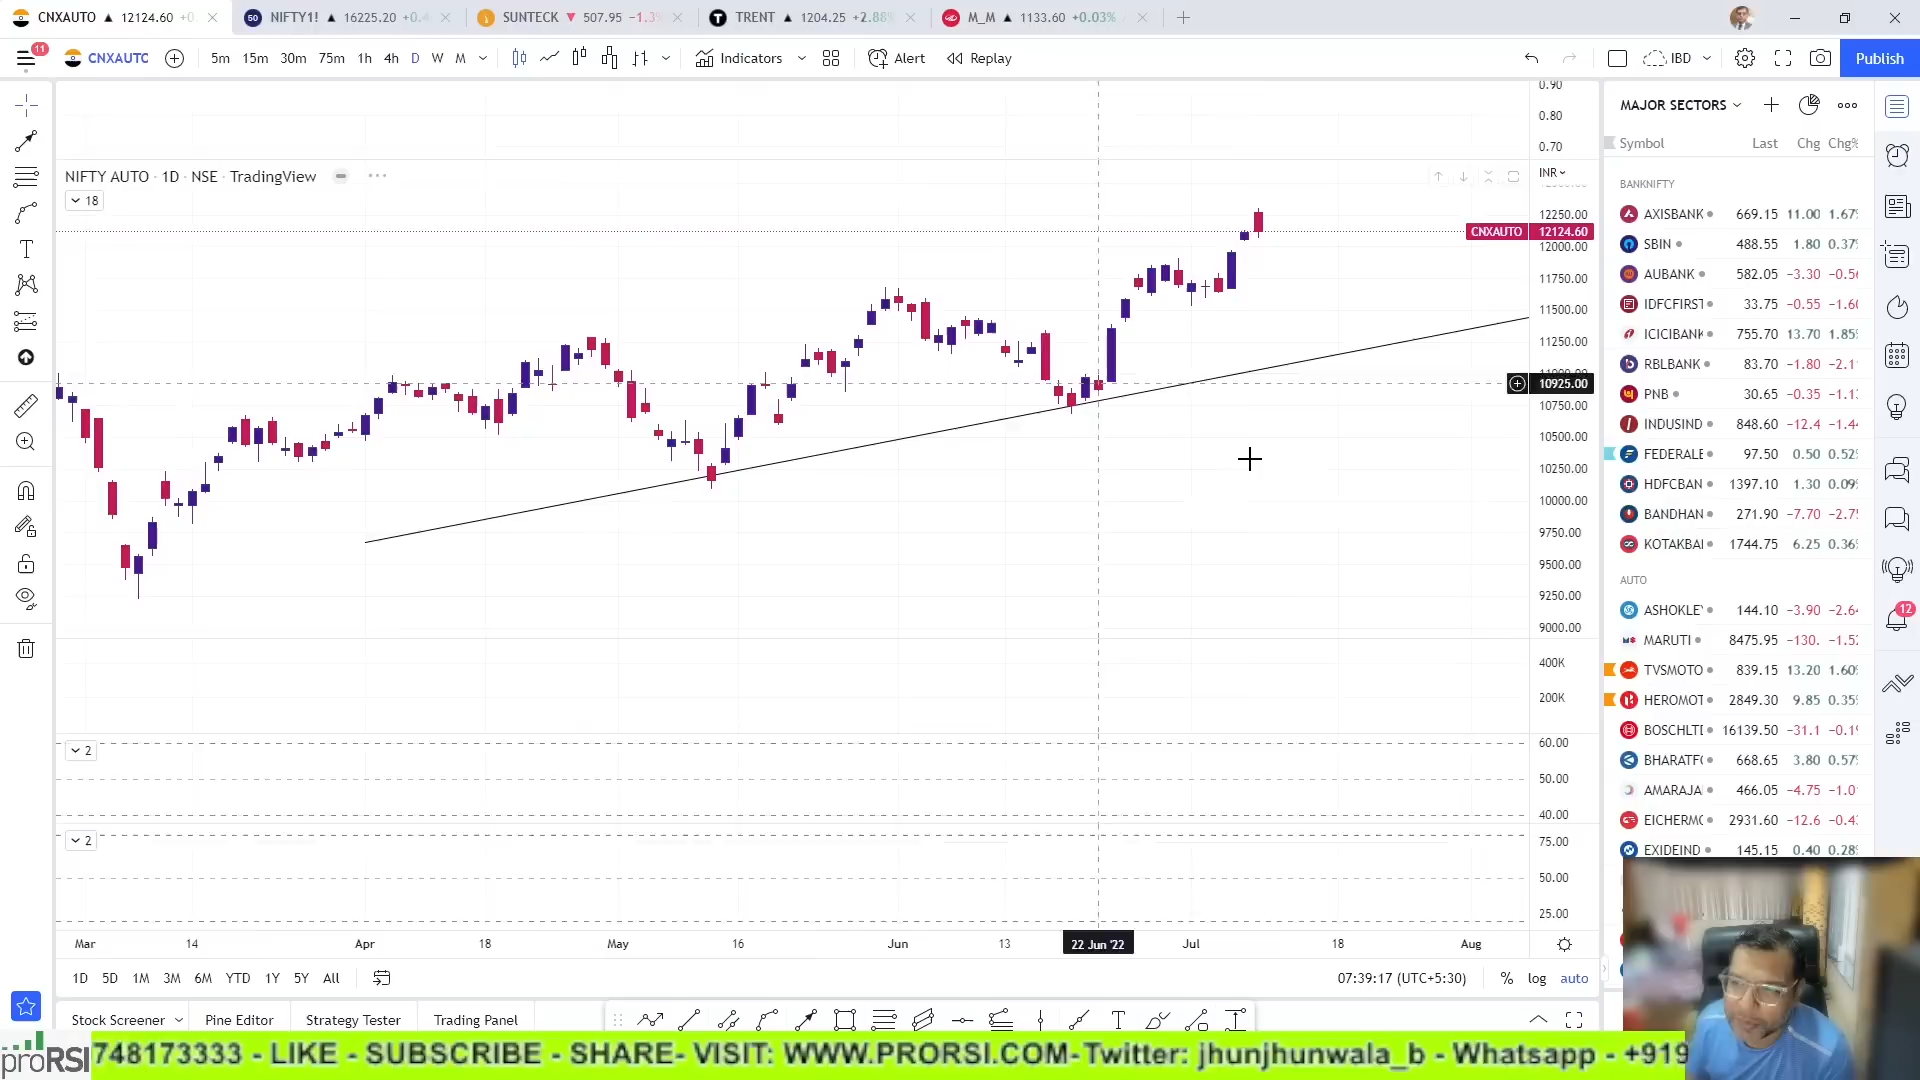 CNXAUTO ▲ 12124.60 +0
NIFTY1! ▲ 16225.20 +0.4
SUNTECK ▼ 507.95 −1.3%
TRENT ▲ 1204.25 +2.88%
M_M ▲ 1133.60 +0.03%
11
CNXAUTC
5m 15m 30m 75m 1h 4h D W M
Indicators
Alert
Replay
IBD
Publish
MAJOR SECTORS
Symbol Last Chg Chg%
BANKNIFTY
AXISBANK 669.15 11.00 1.67%
SBIN 488.55 1.80 0.37%
AUBANK 582.05 −3.30 −0.56
IDFCFIRST 33.75 −0.55 −1.60
ICICIBANK 755.70 13.70 1.85%
RBLBANK 83.70 −1.80 −2.1
PNB 30.65 −0.35 −1.1
INDUSIND 848.60 −12.4 −1.4
FEDERALE 97.50 0.50 0.52%
HDFCBAN 1397.10 1.30 0.09%
BANDHAN 271.90 −7.70 −2.7
KOTAKBAI 1744.75 6.25 0.36%
AUTO
ASHOKLEY 144.10 −3.90 −2.64
MARUTI 8475.95 −130. −1.52
TVSMOTO 839.15 13.20 1.60%
HEROMOT 2849.30 9.85 0.35%
BOSCHLTD 16139.50 −31.1 −0.19
BHARATFO 668.65 3.80 0.57%
AMARAJA 466.05 −4.75 −1.0
EICHERMO 2931.60 −12.6 −0.43
EXIDEIND 145.15 0.40 0.28%
12
NIFTY AUTO · 1D · NSE · TradingView
18
INR
0.90
0.80
0.70
12250.00
CNXAUTO 12124.60
12000.00
11750.00
11500.00
11250.00
11000.00
10925.00
10750.00
10500.00
10250.00
10000.00
9750.00
9500.00
9250.00
9000.00
400K
200K
2
60.00
50.00
40.00
2
75.00
50.00
25.00
Mar 14 Apr 18 May 16 Jun 13 22 Jun '22 Jul 18 Aug
1D 5D 1M 3M 6M YTD 1Y 5Y All
07:39:17 (UTC+5:30) % log auto
Stock Screener Pine Editor Strategy Tester Trading Panel
proRSI
748173333 - LIKE - SUBSCRIBE - SHARE- VISIT: WWW.PRORSI.COM-Twitter: jhunjhunwala_b - Whatsapp - +919